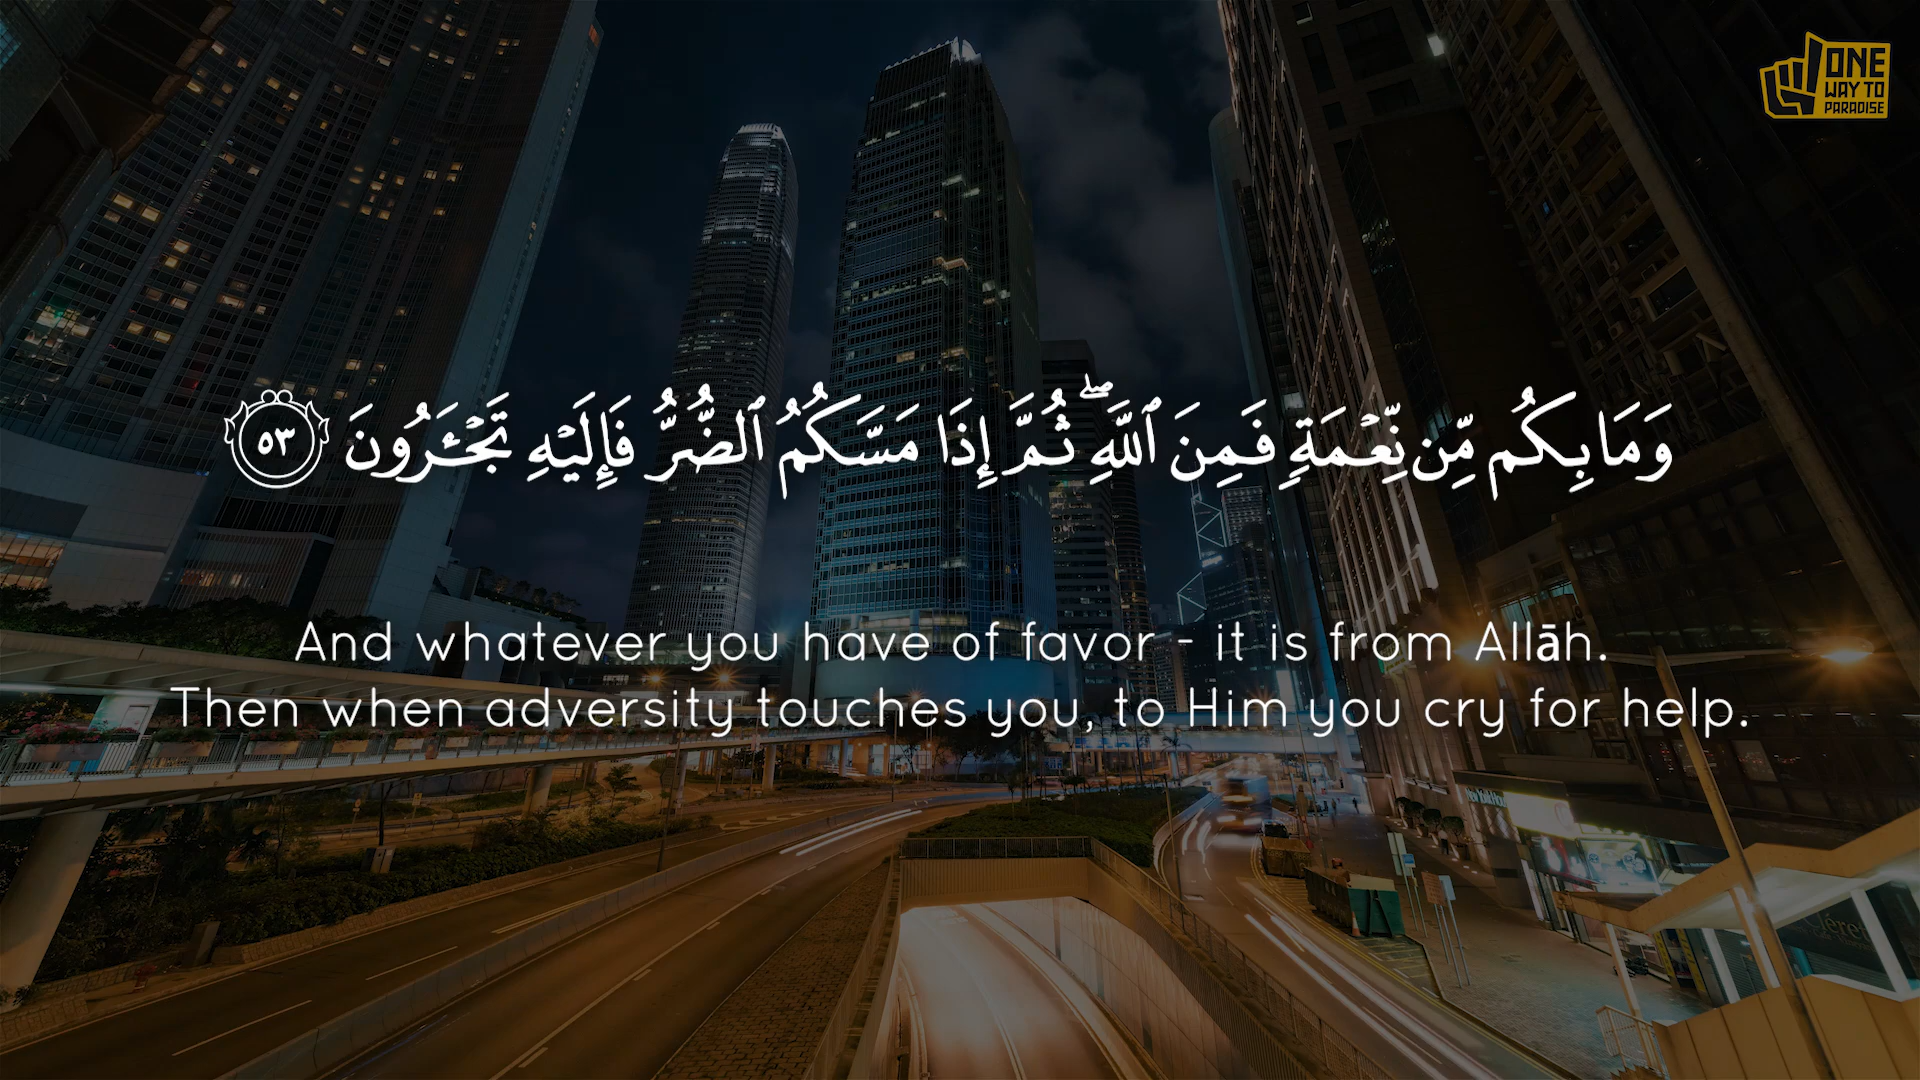 ONE
WAY TO
PARADISE
وَمَا بِكُم مِّن نِّعْمَةٍ فَمِنَ ٱللَّهِ ۖ ثُمَّ إِذَا مَسَّكُمُ ٱلضُّرُّ فَإِلَيْهِ تَجْـَٔرُونَ ٥٣
And whatever you have of favor - it is from Allāh.
Then when adversity touches you, to Him you cry for help.